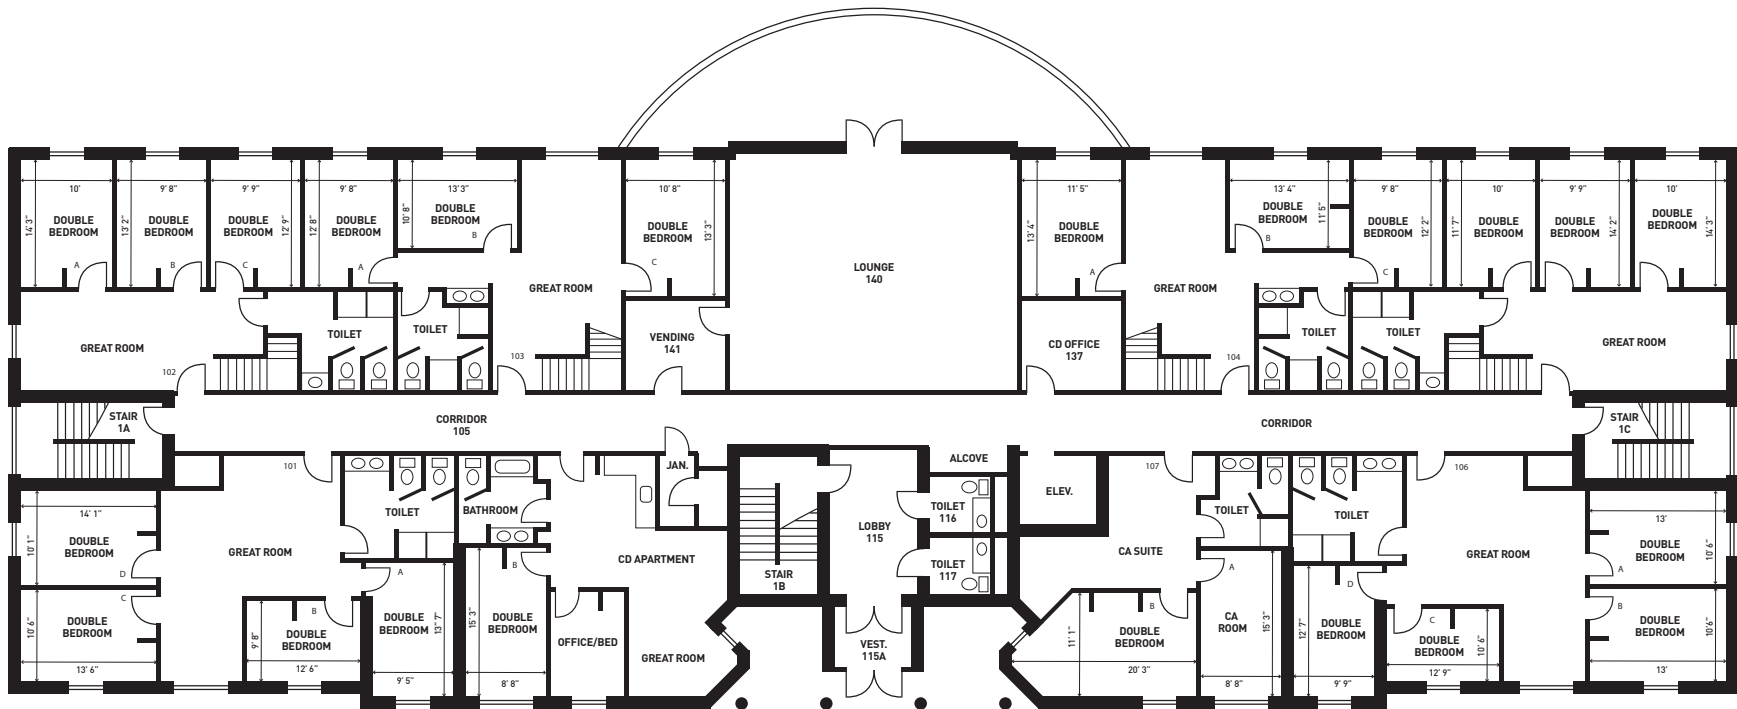 10'
9' 8"
9' 9"
9' 8"
13' 3"
10' 8"
11' 5"
13' 4"
9' 8"
10'
9' 9"
10'
14' 3"
DOUBLE
BEDROOM
A
13' 2"
DOUBLE
BEDROOM
B
DOUBLE
BEDROOM
12' 9"
C
12' 8"
DOUBLE
BEDROOM
A
10' 8"
DOUBLE
BEDROOM
B
DOUBLE
BEDROOM
13' 3"
C
LOUNGE
140
13' 4"
DOUBLE
BEDROOM
A
DOUBLE
BEDROOM
11' 5"
B
DOUBLE
BEDROOM
12' 2"
C
11' 7"
DOUBLE
BEDROOM
DOUBLE
BEDROOM
14' 2"
DOUBLE
BEDROOM
14' 3"
GREAT ROOM
102
TOILET
TOILET
GREAT ROOM
103
VENDING
141
CD OFFICE
137
GREAT ROOM
104
TOILET
TOILET
GREAT ROOM
STAIR
1A
CORRIDOR
105
CORRIDOR
STAIR
1C
101
JAN.
ALCOVE
107
106
14' 1"
10' 1"
DOUBLE
BEDROOM
D
GREAT ROOM
TOILET
BATHROOM
CD APARTMENT
STAIR
1B
LOBBY
115
TOILET
116
TOILET
117
ELEV.
CA SUITE
TOILET
TOILET
GREAT ROOM
13'
DOUBLE
BEDROOM
10' 6"
A
C
10' 6"
DOUBLE
BEDROOM
13' 6"
9' 8"
B
DOUBLE
BEDROOM
12' 6"
A
DOUBLE
BEDROOM
13" 7'
9' 5"
15' 3"
B
DOUBLE
BEDROOM
8' 8"
OFFICE/BED
GREAT ROOM
VEST.
115A
11' 1"
B
DOUBLE
BEDROOM
20' 3"
A
CA
ROOM
15' 3"
8' 8"
12' 7"
D
DOUBLE
BEDROOM
9' 9"
C
DOUBLE
BEDROOM
10' 6"
12' 9"
B
DOUBLE
BEDROOM
10'6"
13'